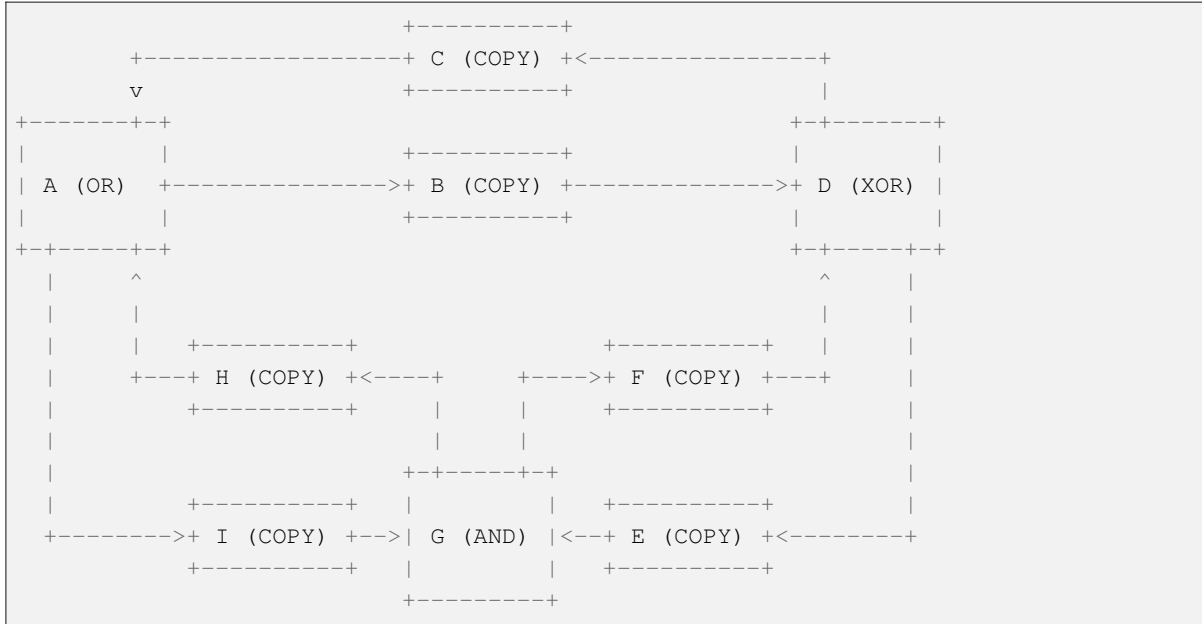 +----------+
        +------------------+ C (COPY) +<----------------+
        v                  +----------+                 |
+-------+-+                                           +-+-------+
|         |                +----------+               |         |
| A (OR)  +--------------->+ B (COPY) +-------------->+ D (XOR) |
|         |                +----------+               |         |
+-+-----+-+                                           +-+-----+-+
  |     ^                                               ^     |
  |     |                                               |     |
  |     |   +----------+                 +----------+   |     |
  |     +---+ H (COPY) +<----+     +---->+ F (COPY) +---+     |
  |         +----------+     |     |     +----------+         |
  |                          |     |                          |
  |                        +-+-----+-+                        |
  |         +----------+   |         |   +----------+         |
  +-------->+ I (COPY) +-->| G (AND) |<--+ E (COPY) +<--------+
            +----------+   |         |   +----------+
                           +---------+